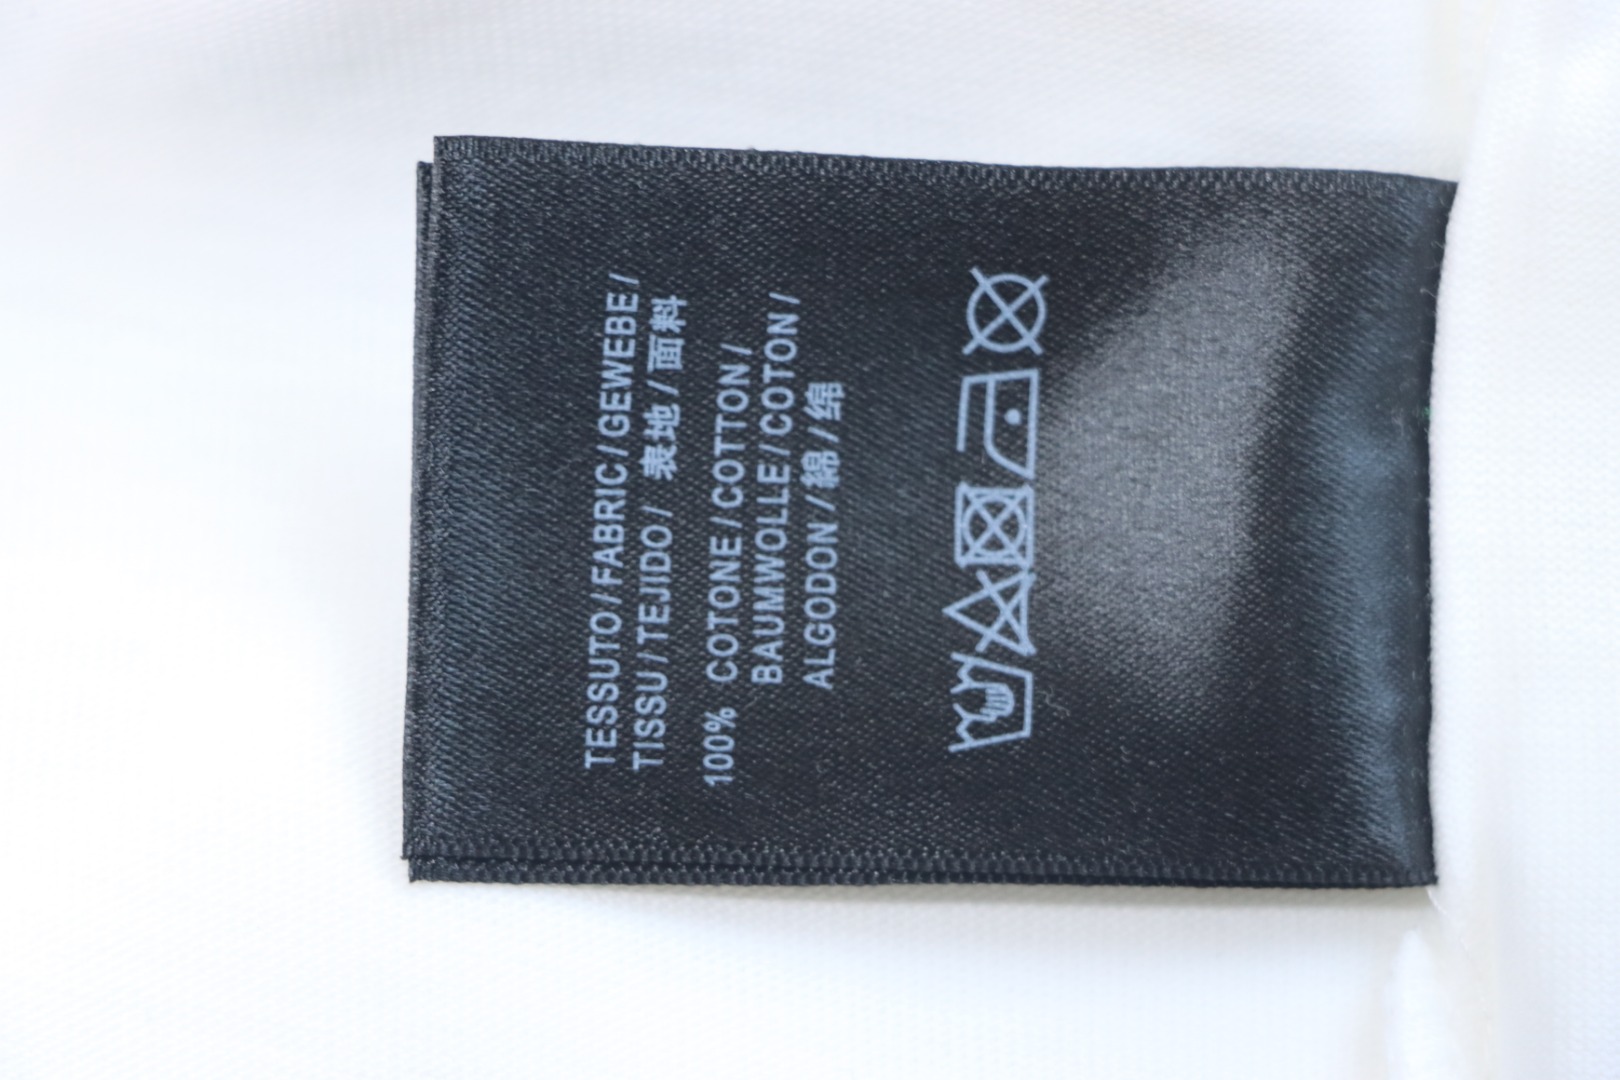 TESSUTO/FABRIC/GEWEBE/
TISSU/TEJIDO/ 表地/面料
100% COTONE/COTTON/
BAUMWOLLE/COTON/
ALGODON/綿/绵